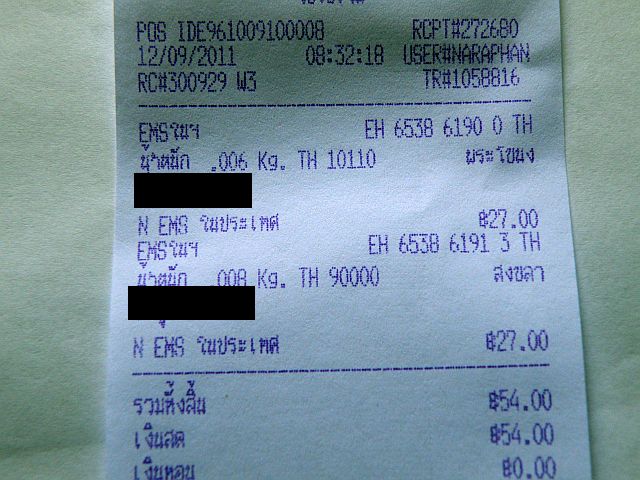 POS IDE961009100008 RCPT#272680
12/09/2011 08:32:18 USER#NARAPHAN
RC#300929 W3 TR#1058816
EMSในฯ EH 6538 6190 0 TH
น้ำหนัก .006 Kg. TH 10110 พระโขนง
N EMS ในประเทศ ฿27.00
EMSในฯ EH 6538 6191 3 TH
น้ำหนัก .008 Kg. TH 90000 สงขลา
N EMS ในประเทศ ฿27.00
รวมทั้งสิ้น ฿54.00
เงินสด ฿54.00
เงินทอน ฿0.00